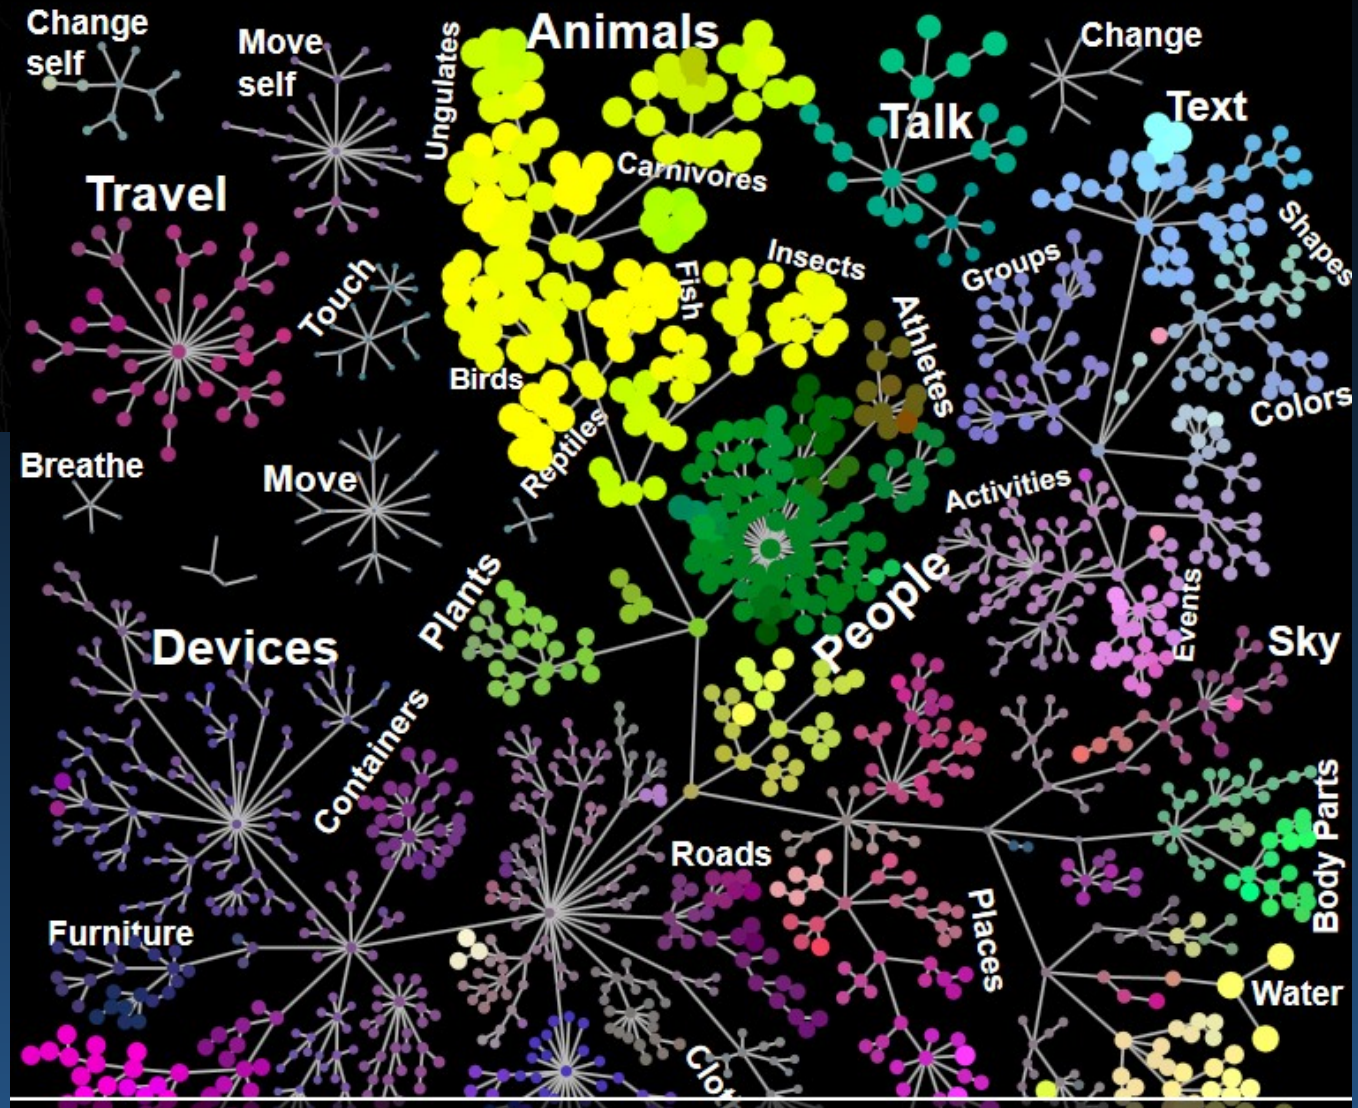 Change
self
Move
self
Ungulates
Animals
Talk
Change
Text
Travel
Carnivores
Shapes
Touch
Fish
Insects
Groups
Athletes
Birds
Reptiles
Colors
Breathe
Move
Activities
Plants
People
Events
Devices
Sky
Containers
Roads
Body Parts
Places
Furniture
Water